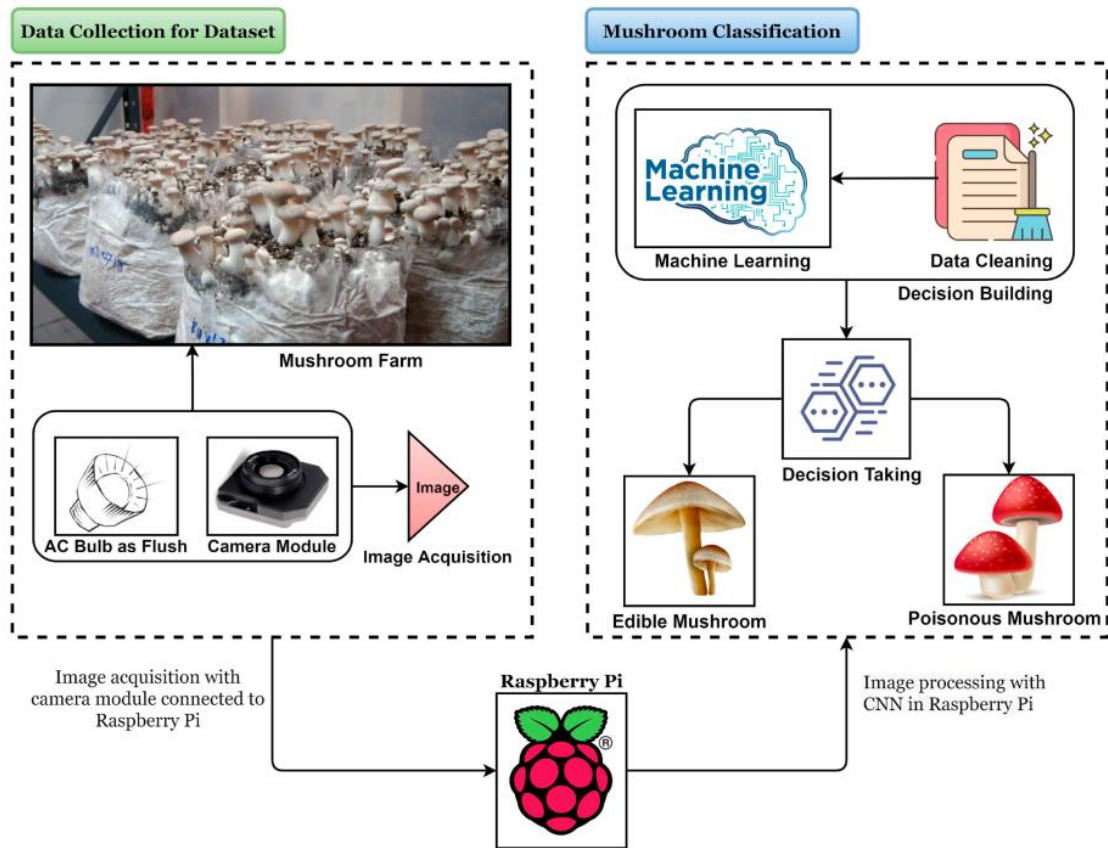 Data Collection for Dataset
Mushroom Farm
AC Bulb as Flush
Camera Module
Image
Image Acquisition
Mushroom Classification
Machine
Learning
Machine Learning
Data Cleaning
Decision Building
Decision Taking
Edible Mushroom
Poisonous Mushroom
Image acquisition with
camera module connected to
Raspberry Pi
Raspberry Pi
®
Image processing with
CNN in Raspberry Pi